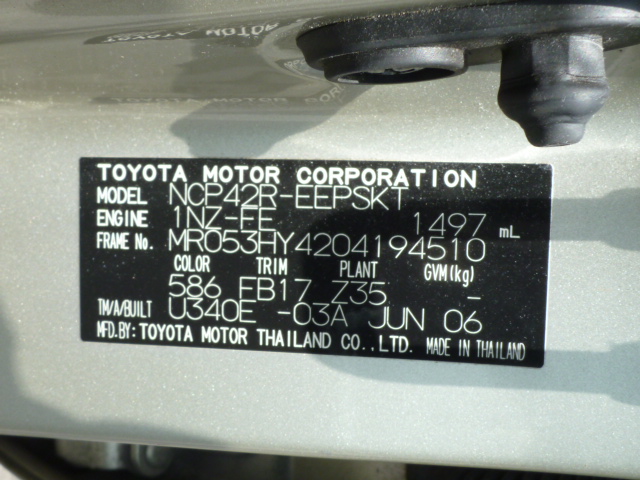 TOYOTA MOTOR CORPORATION
MODEL NCP42R-EEPSKT
ENGINE 1NZ-FE 1497 mL
FRAME No. MR053HY4204194510
COLOR TRIM PLANT GVM(kg)
586 FB17 Z35 -
TM/A/BUILT U340E -03A JUN 06
MFD.BY: TOYOTA MOTOR THAILAND CO.,LTD. MADE IN THAILAND